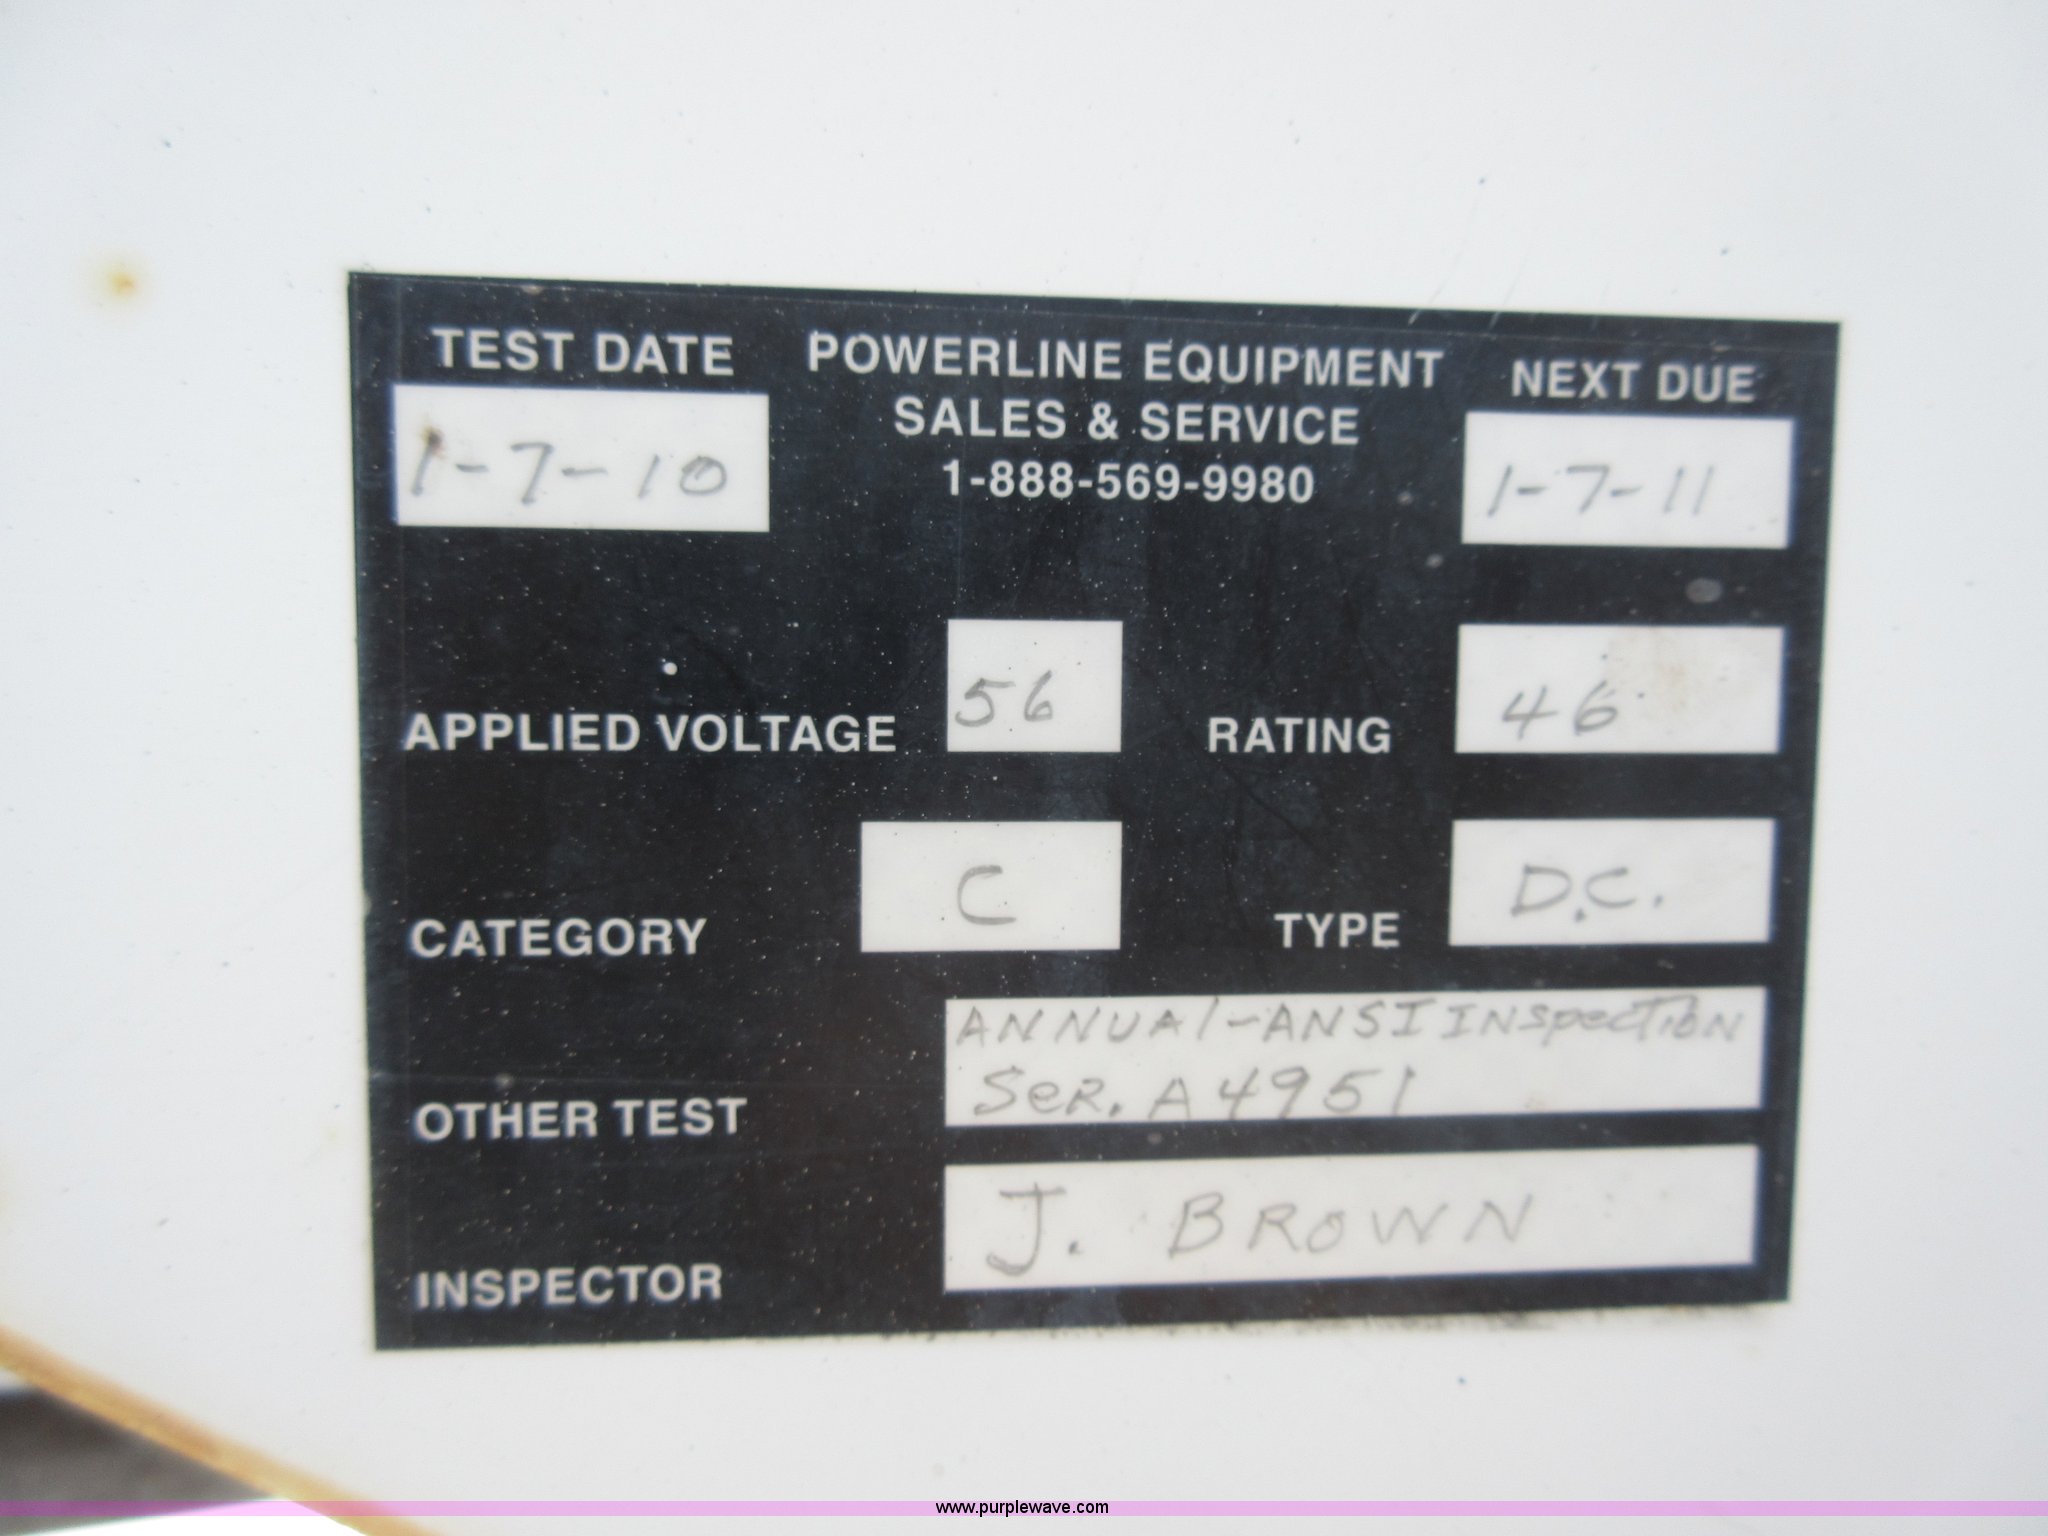 TEST DATE
1-7-10
POWERLINE EQUIPMENT
SALES & SERVICE
1-888-569-9980
NEXT DUE
1-7-11
APPLIED VOLTAGE 56 RATING 46
CATEGORY C TYPE D.C.
OTHER TEST
ANNUAl-ANSI INspecTioN
SeR. A4951
INSPECTOR J. BROWN
www.purplewave.com